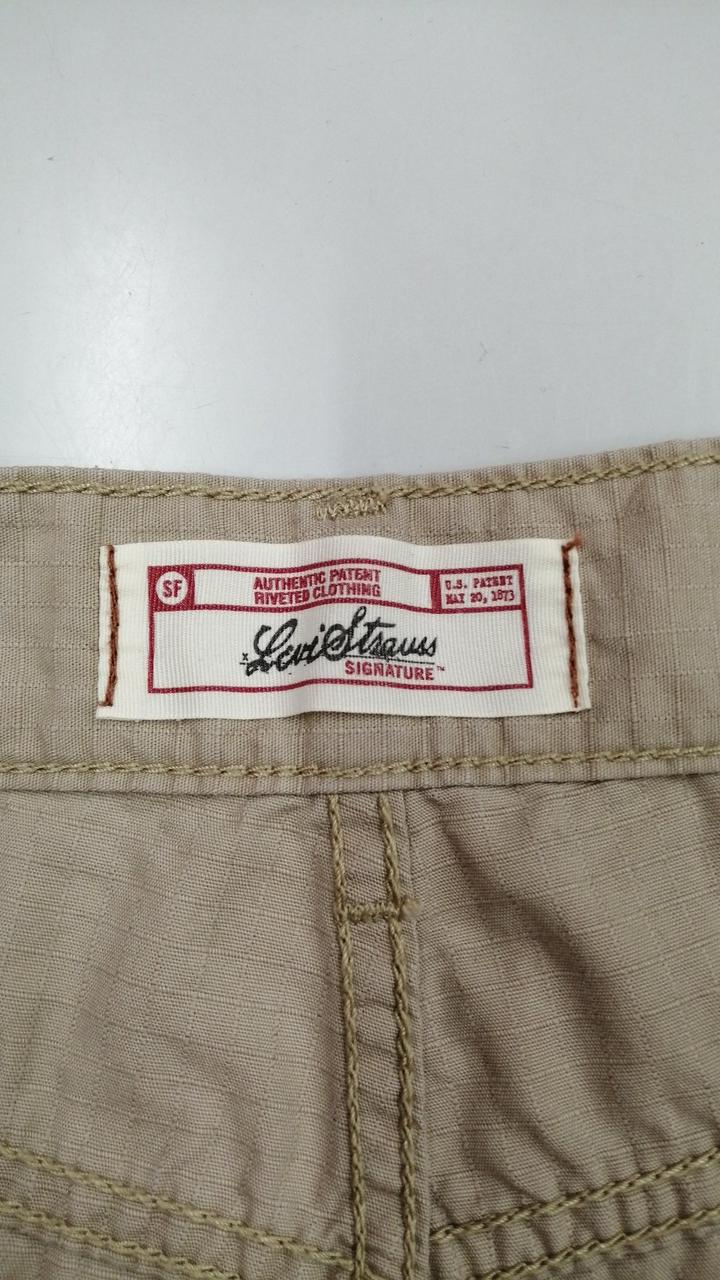 SF
AUTHENTIC PATENT
RIVETED CLOTHING
U.S. PATENT
MAY 20, 1873
x Levi Strauss
SIGNATURE™